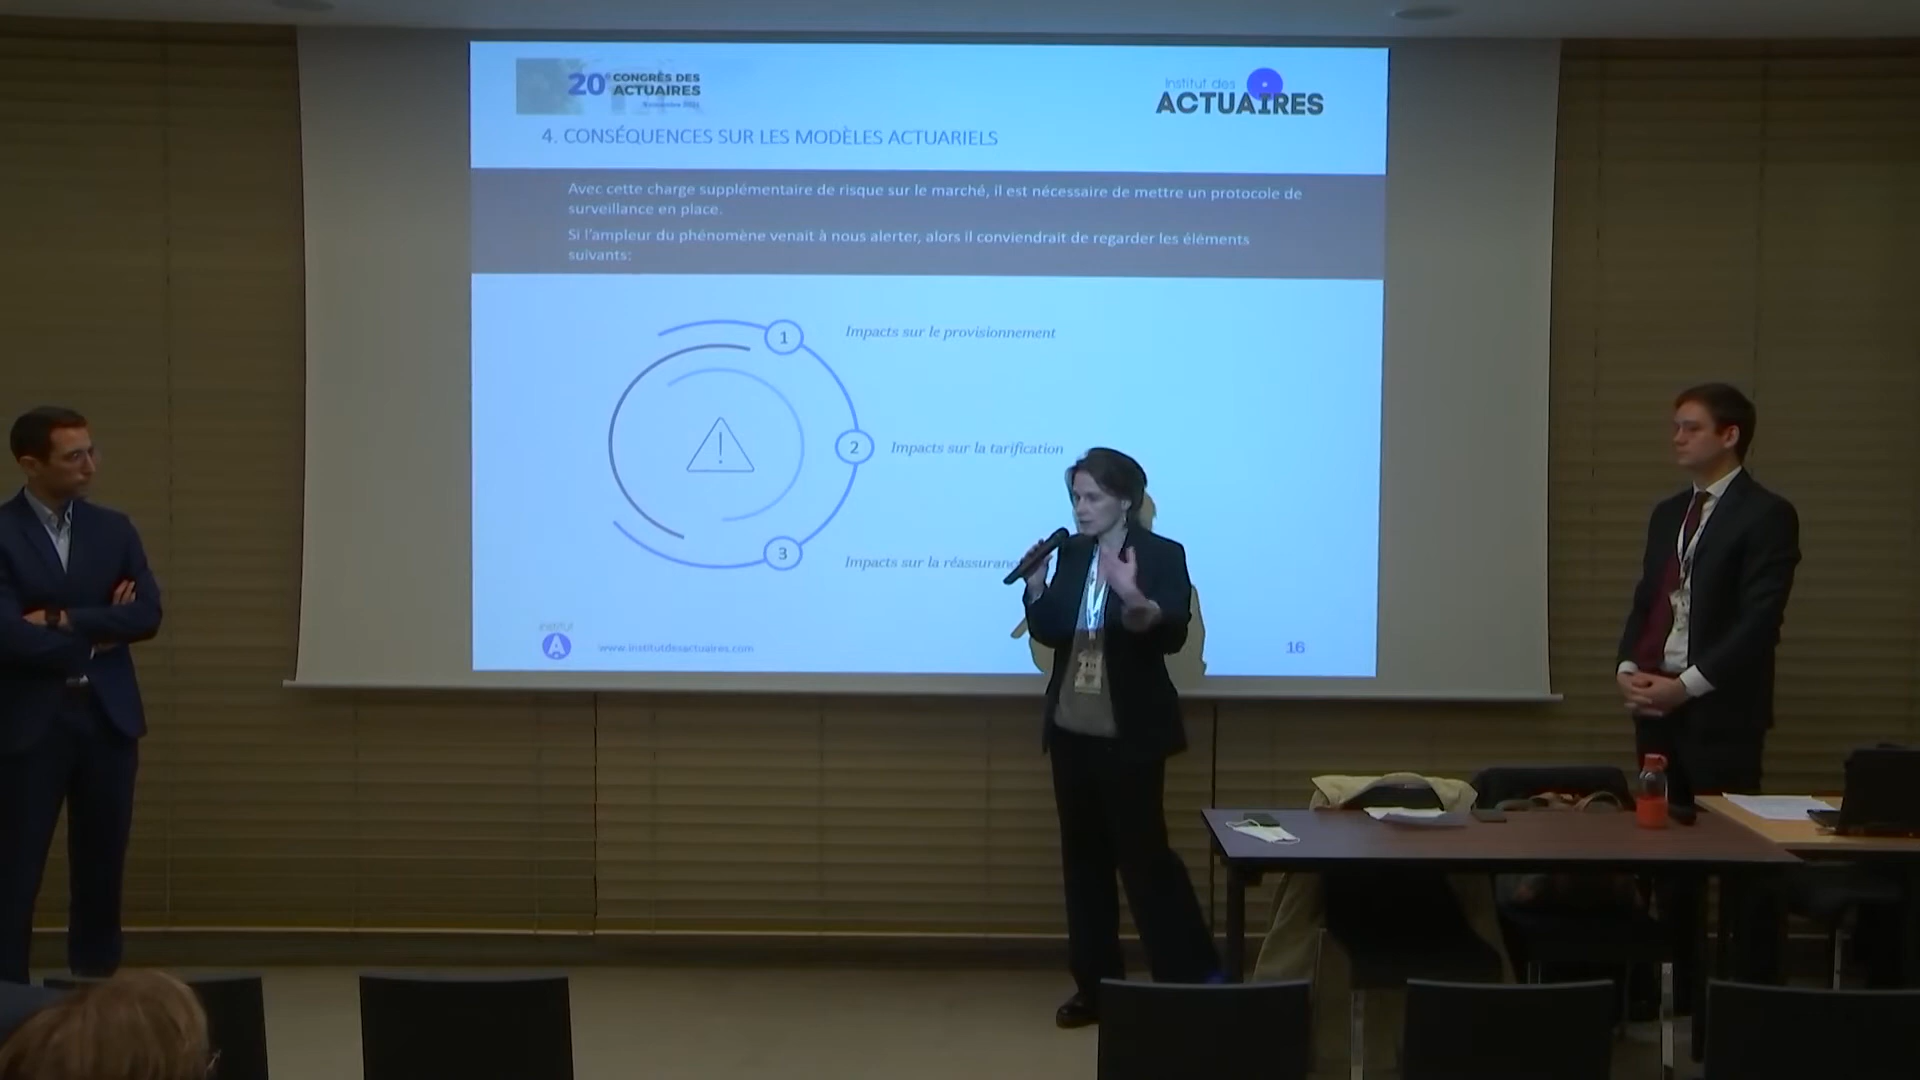 20e CONGRÈS DES
ACTUAIRES
Institut des
ACTUAIRES
4. CONSÉQUENCES SUR LES MODÈLES ACTUARIELS
Avec cette charge supplémentaire de risque sur le marché, il est nécessaire de mettre un protocole de
surveillance en place.
Si l'ampleur du phénomène venait à nous alerter, alors il conviendrait de regarder les éléments
suivants:
1 Impacts sur le provisionnement
2 Impacts sur la tarification
3 Impacts sur la réassuranc
institut
A
www.institutdesactuaires.com
16